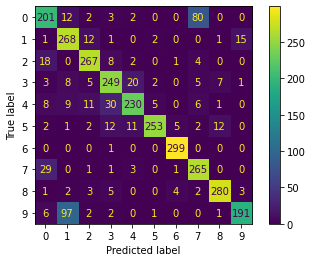 0 201 12 2 3 2 0 0 80 0 0
1 1 268 12 1 0 2 0 0 1 15
2 18 0 267 8 2 0 1 4 0 0
3 3 8 5 249 20 2 0 5 7 1
4 8 9 11 30 230 5 0 6 1 0
5 2 1 2 12 11 253 5 2 12 0
6 0 0 0 1 0 0 299 0 0 0
7 29 0 1 1 3 0 1 265 0 0
8 1 2 3 5 0 0 4 2 280 3
9 6 97 2 2 0 1 0 0 1 191
0 1 2 3 4 5 6 7 8 9
Predicted label
True label
250
200
150
100
50
0